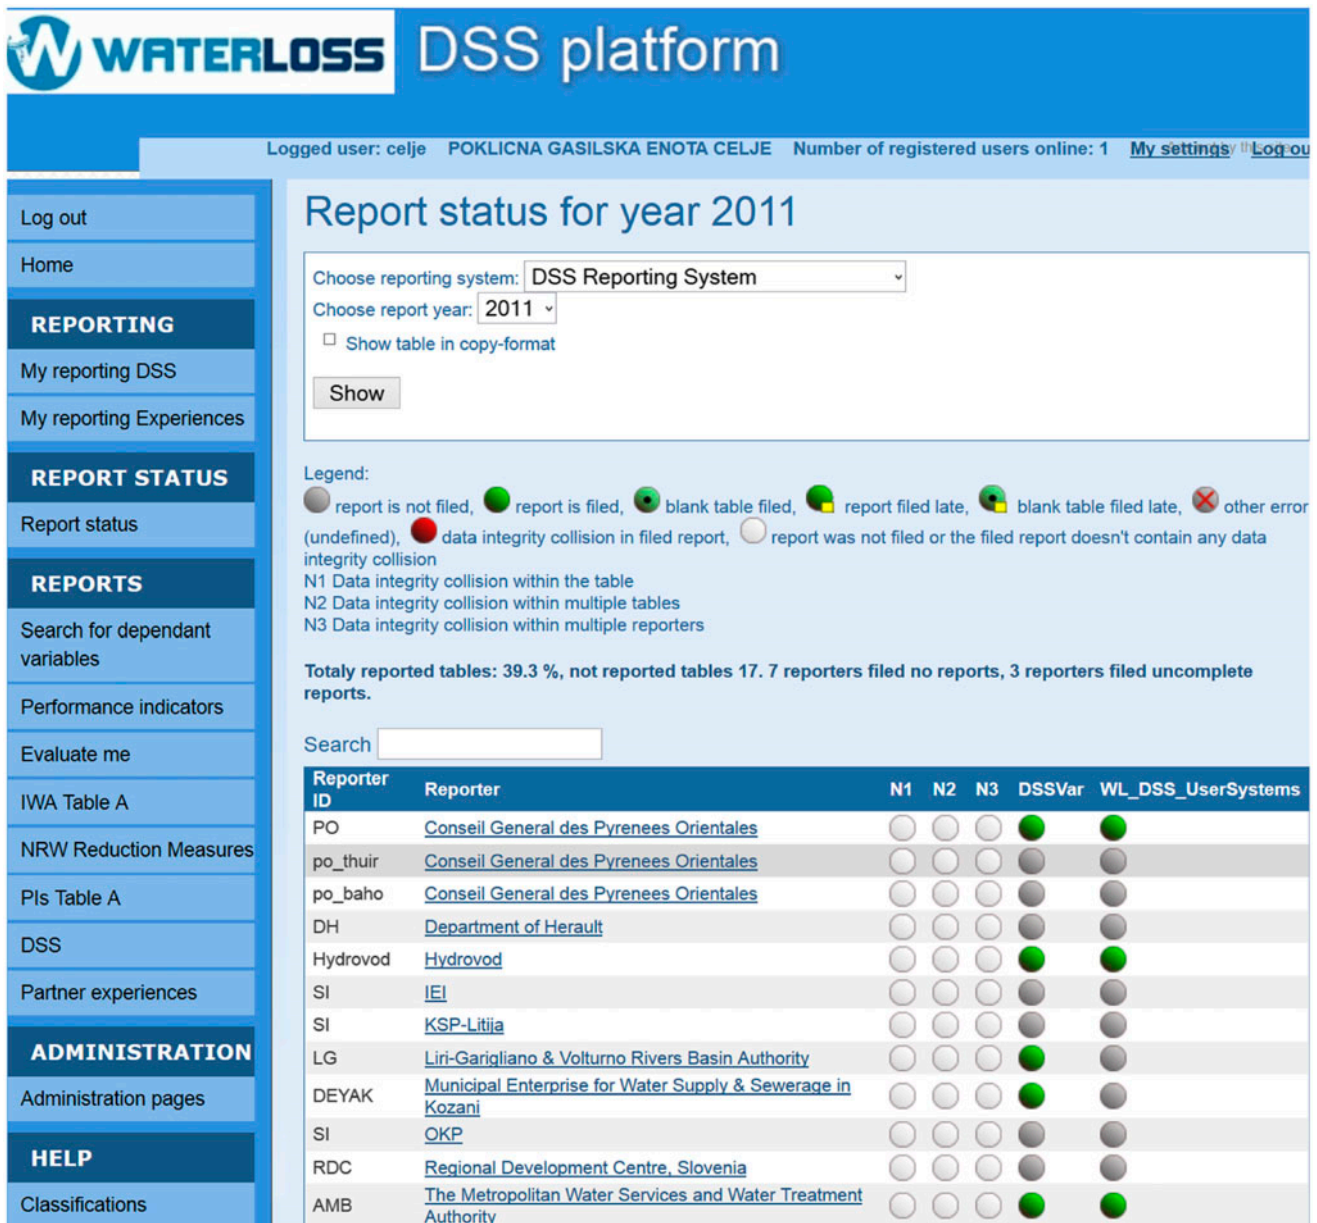 WATERLOSS DSS platform
Logged user: celje POKLICNA GASILSKA ENOTA CELJE Number of registered users online: 1 My settings Log ou
Log out
Home
REPORTING
My reporting DSS
My reporting Experiences
REPORT STATUS
Report status
REPORTS
Search for dependant
variables
Performance indicators
Evaluate me
IWA Table A
NRW Reduction Measures
PIs Table A
DSS
Partner experiences
ADMINISTRATION
Administration pages
HELP
Classifications
Report status for year 2011
Choose reporting system: DSS Reporting System
Choose report year: 2011
Show table in copy-format
Show
Legend:
report is not filed, report is filed, blank table filed, report filed late, blank table filed late, other error
(undefined), data integrity collision in filed report, report was not filed or the filed report doesn't contain any data
integrity collision
N1 Data integrity collision within the table
N2 Data integrity collision within multiple tables
N3 Data integrity collision within multiple reporters
Totaly reported tables: 39.3 %, not reported tables 17. 7 reporters filed no reports, 3 reporters filed uncomplete
reports.
Search
Reporter
ID Reporter N1 N2 N3 DSSVar WL_DSS_UserSystems
PO Conseil General des Pyrenees Orientales
po_thuir Conseil General des Pyrenees Orientales
po_baho Conseil General des Pyrenees Orientales
DH Department of Herault
Hydrovod Hydrovod
SI IEI
SI KSP-Litija
LG Liri-Garigliano & Volturno Rivers Basin Authority
DEYAK Municipal Enterprise for Water Supply & Sewerage in
Kozani
SI OKP
RDC Regional Development Centre, Slovenia
AMB The Metropolitan Water Services and Water Treatment
Authority